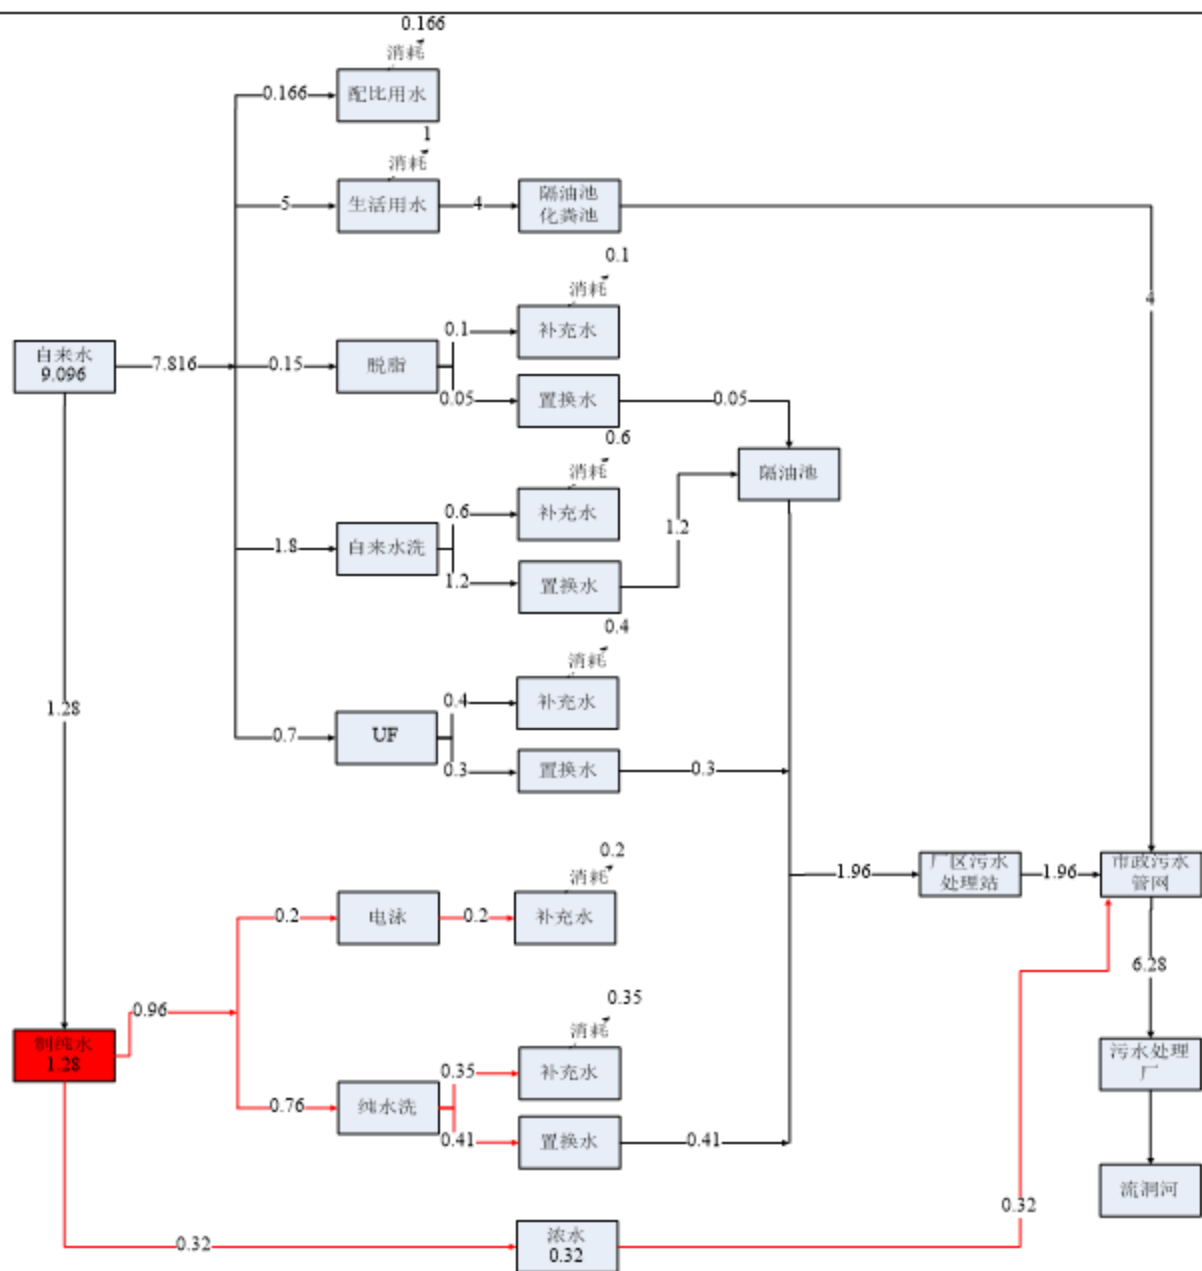 0.166
消耗
0.166
配比用水
1
消耗
5
生活用水
4
隔油池
化粪池
0.1
消耗
4
自来水
9.096
7.816
0.15
脱脂
0.1
补充水
0.05
置换水
0.05
0.6
消耗
隔油池
0.6
补充水
1.8
自来水洗
1.2
1.2
置换水
0.4
消耗
1.28
0.4
补充水
0.7
UF
0.3
置换水
0.3
0.2
消耗
1.96
厂区污水
处理站
1.96
市政污水
管网
0.2
电泳
0.2
补充水
6.28
0.96
0.35
消耗
制纯水
1.28
0.35
补充水
污水处理
厂
0.76
纯水洗
0.41
置换水
0.41
流洞河
0.32
0.32
浓水
0.32